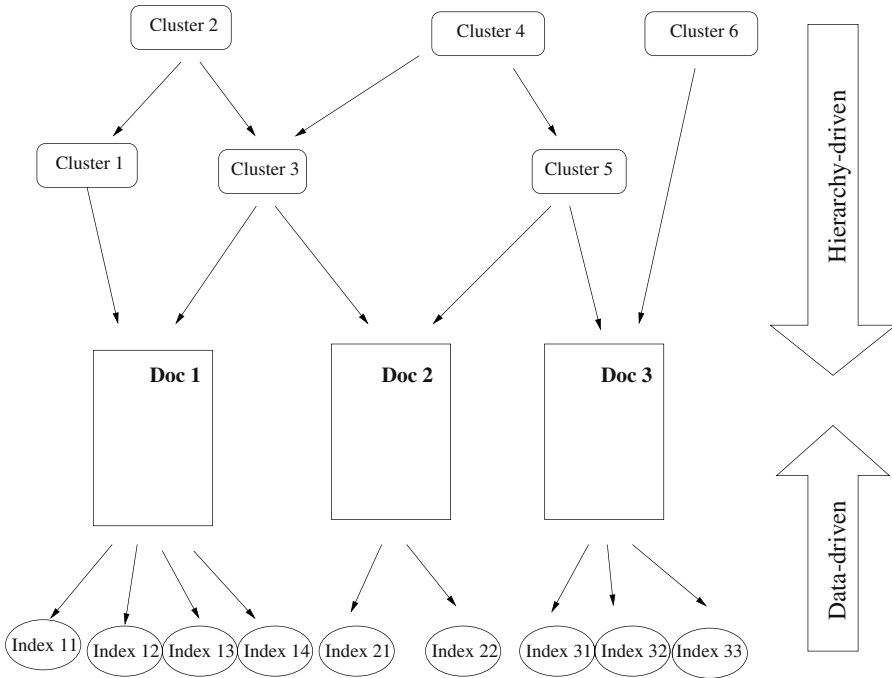 Cluster 2
Cluster 4
Cluster 6
Cluster 1
Cluster 3
Cluster 5
Hierarchy-driven
Doc 1
Doc 2
Doc 3
Data-driven
Index 11
Index 12
Index 13
Index 14
Index 21
Index 22
Index 31
Index 32
Index 33